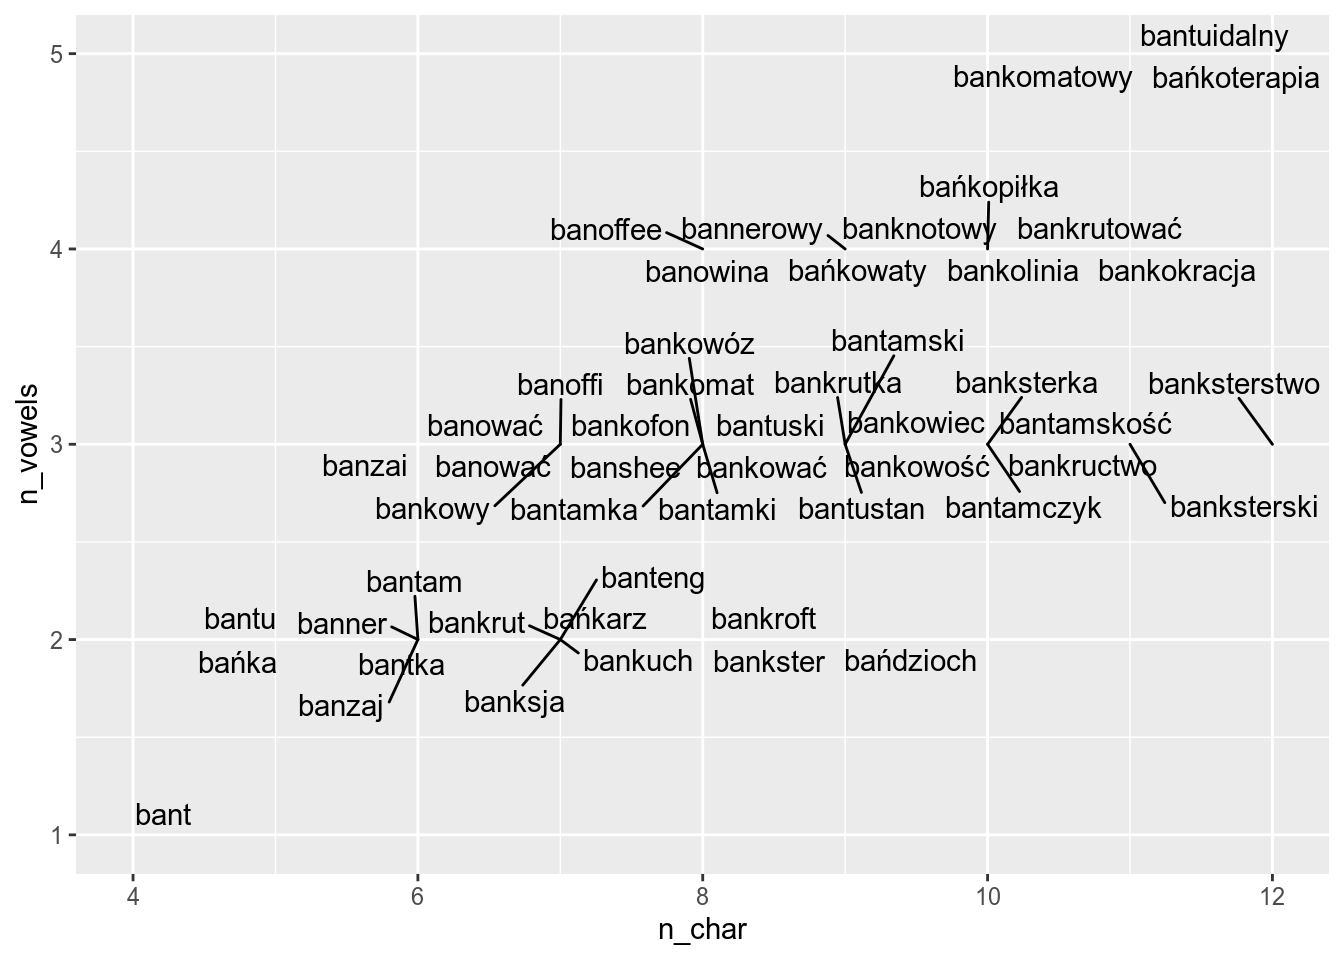 bantuidalny
5
bankomatowy bańkoterapia
bańkopiłka
banoffee bannerowy banknotowy bankrutować
4
banowina bańkowaty bankolinia bankokracja
bankowóz bantamski
banoffi bankomat bankrutka banksterka banksterstwo
banować bankofon bantuski bankowiec bantamskość
3
banzai banować banshee bankować bankowość bankructwo
bankowy bantamka bantamki bantustan bantamczyk banksterski
n_vowels
bantam banteng
bantu banner bankrut bańkarz bankroft
2
bańka bantka bankuch bankster bańdzioch
banzaj banksja
bant
1
4 6 8 10 12
n_char